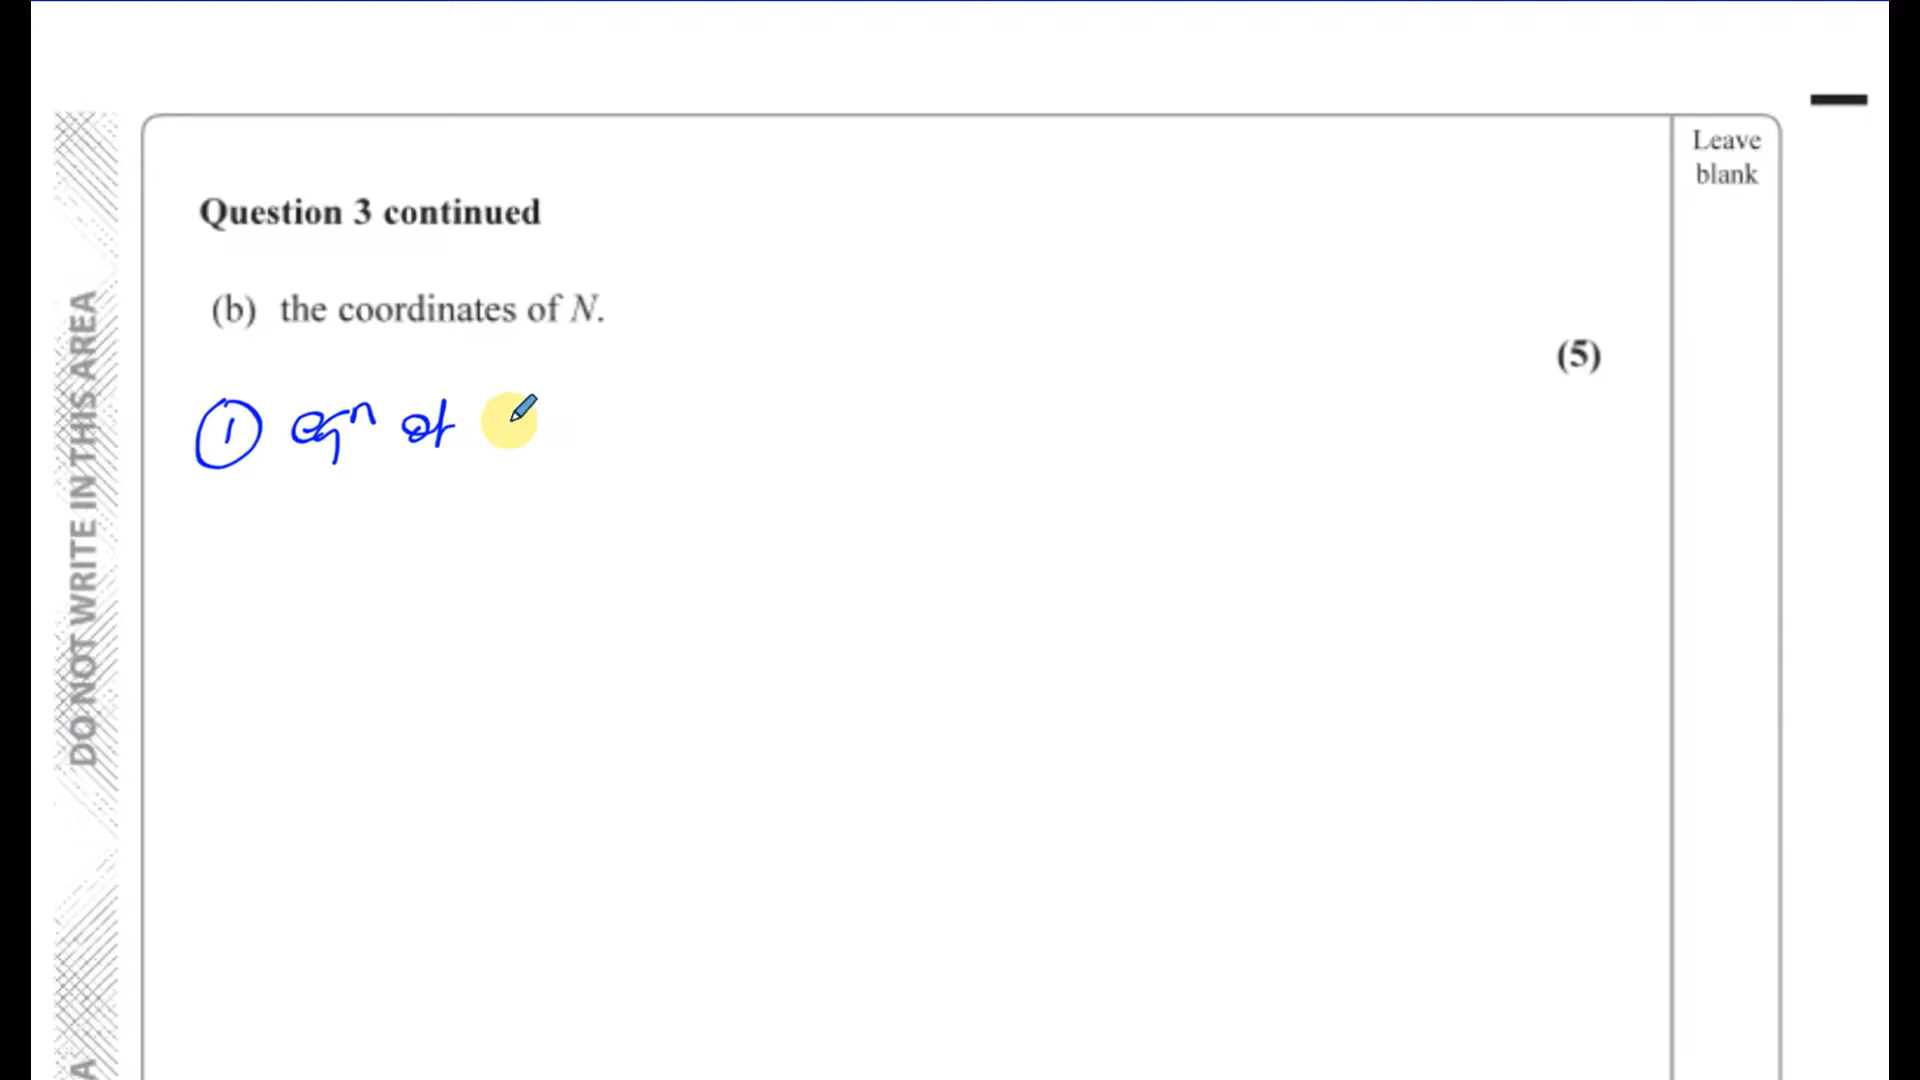 Leave
blank
Question 3 continued
(b) the coordinates of N.
(5)
① eqⁿ of
DO NOT WRITE IN THIS AREA
A